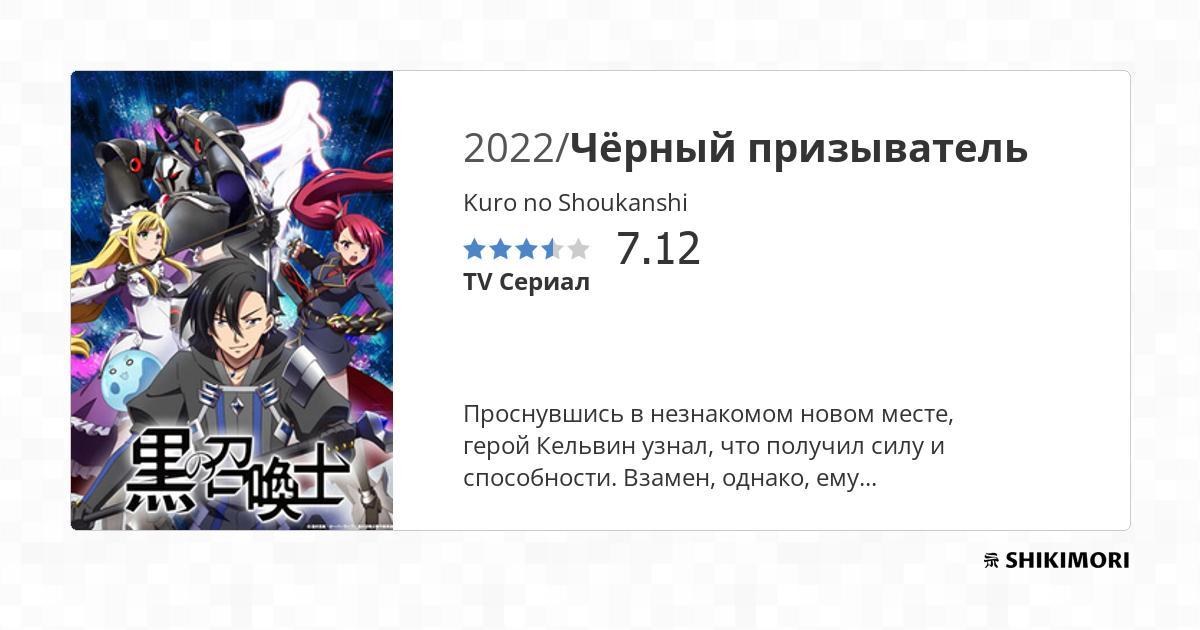 黒の召喚士
2022/Чёрный призыватель
Kuro no Shoukanshi
7.12
TV Сериал
Проснувшись в незнакомом новом месте,
герой Кельвин узнал, что получил силу и
способности. Взамен, однако, ему...
SHIKIMORI